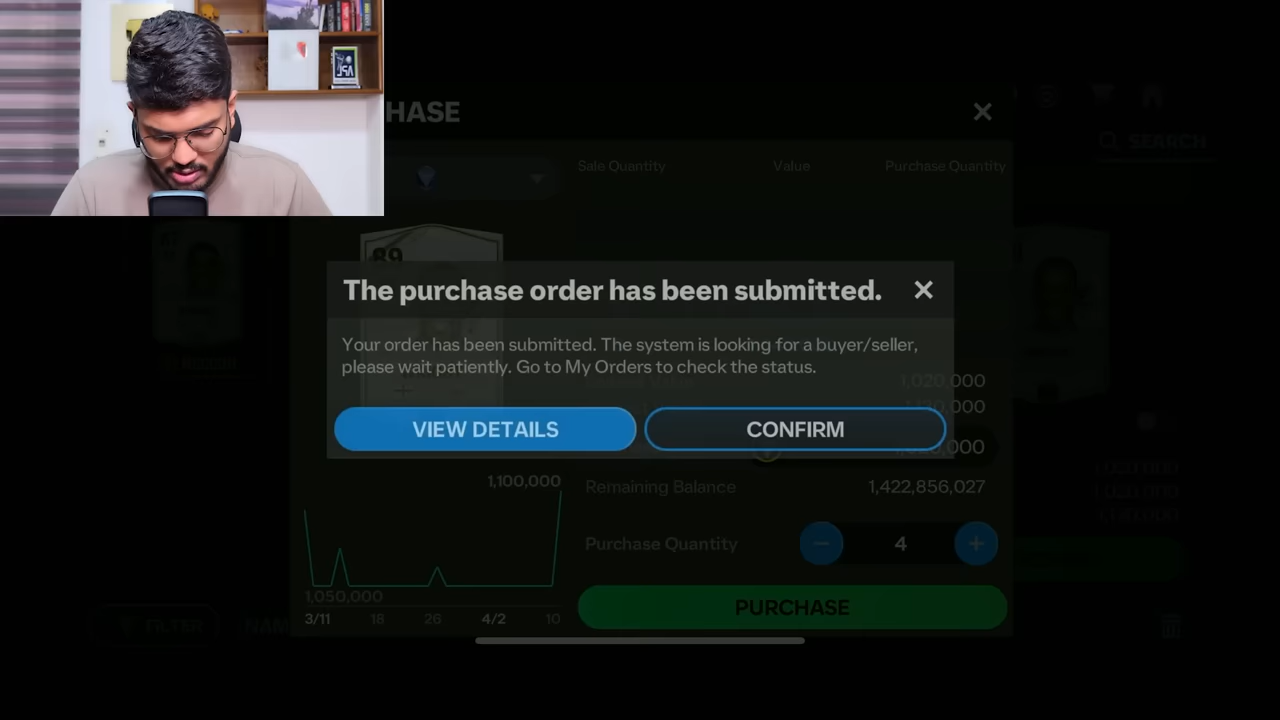 HASE
SEARCH
Sale Quantity Value Purchase Quantity
89
The purchase order has been submitted.
Your order has been submitted. The system is looking for a buyer/seller,
please wait patiently. Go to My Orders to check the status.
1,020,000
VIEW DETAILS CONFIRM
1,100,000
Remaining Balance 1,422,856,027
Purchase Quantity 4
1,050,000
PURCHASE
3/11 18 26 4/2 10
FILTER